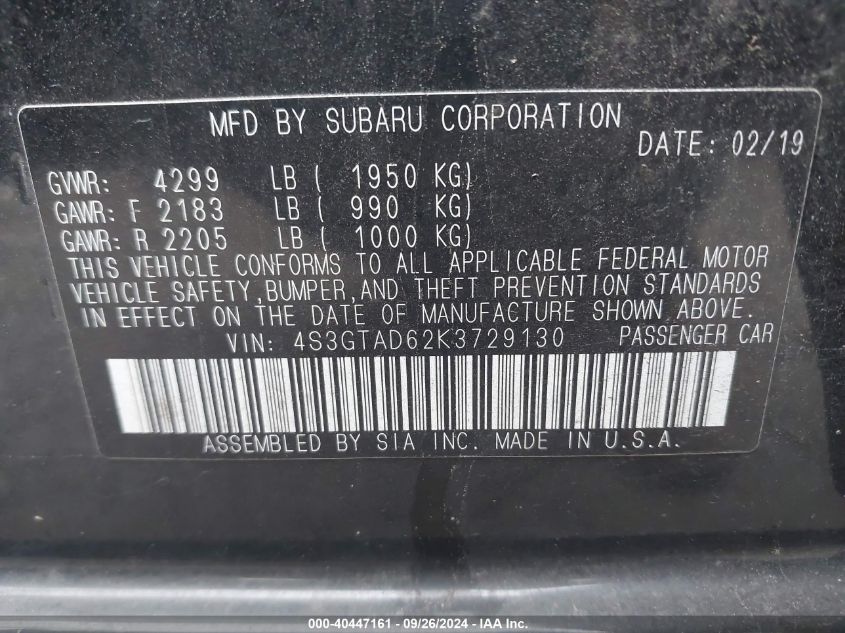 MFD BY SUBARU CORPORATION
DATE: 02/19
GVWR: 4299 LB ( 1950 KG)
GAWR: F 2183 LB ( 990 KG)
GAWR: R 2205 LB ( 1000 KG)
THIS VEHICLE CONFORMS TO ALL APPLICABLE FEDERAL MOTOR
VEHICLE SAFETY,BUMPER,AND THEFT PREVENTION STANDARDS
IN EFFECT ON THE DATE OF MANUFACTURE SHOWN ABOVE.
VIN: 4S3GTAD62K3729130 PASSENGER CAR
ASSEMBLED BY SIA INC. MADE IN U.S.A.
000-40447161 - 09/26/2024 - IAA, Inc.